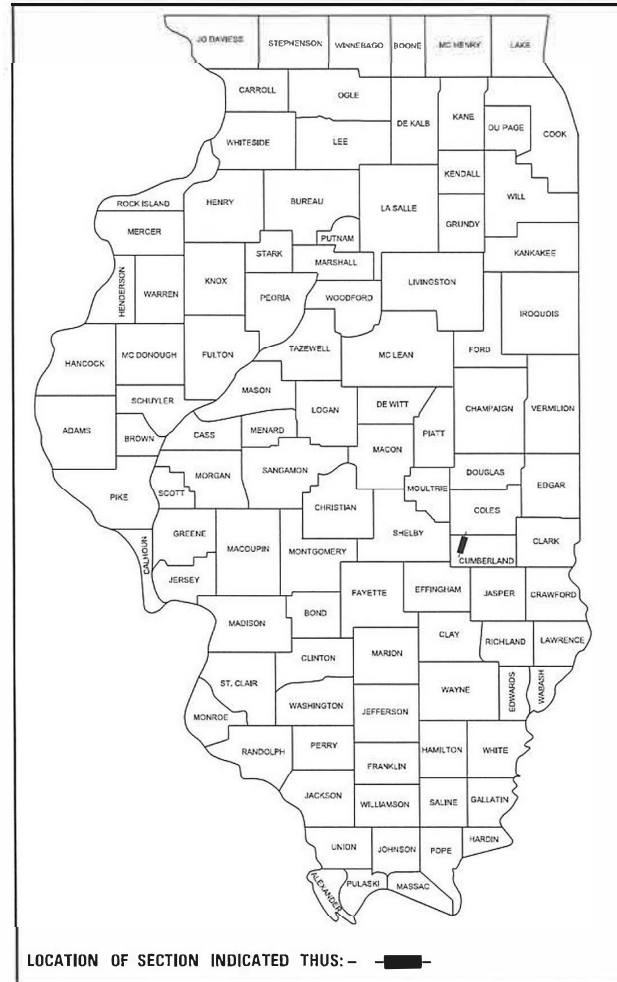 JO DAVIESS STEPHENSON WINNEBAGO BOONE MC HENRY LAKE
CARROLL OGLE DE KALB KANE DU PAGE COOK
WHITESIDE LEE
KENDALL
ROCK ISLAND HENRY BUREAU LA SALLE GRUNDY WILL
MERCER PUTNAM
STARK MARSHALL KANKAKEE
HENDERSON WARREN KNOX PEORIA WOODFORD LIVINGSTON IROQUOIS
HANCOCK MC DONOUGH FULTON TAZEWELL MC LEAN FORD
SCHUYLER MASON LOGAN DE WITT CHAMPAIGN VERMILION
ADAMS BROWN CASS MENARD MACON PIATT
PIKE SCOTT MORGAN SANGAMON CHRISTIAN MOULTRIE DOUGLAS EDGAR
COLES
CALHOUN GREENE MACOUPIN MONTGOMERY SHELBY CUMBERLAND CLARK
JERSEY FAYETTE EFFINGHAM JASPER CRAWFORD
MADISON BOND CLAY RICHLAND LAWRENCE
CLINTON MARION
ST. CLAIR WAYNE EDWARDS WABASH
MONROE WASHINGTON JEFFERSON
RANDOLPH PERRY HAMILTON WHITE
FRANKLIN
JACKSON WILLIAMSON SALINE GALLATIN
UNION JOHNSON POPE HARDIN
ALEXANDER PULASKI MASSAC
LOCATION OF SECTION INDICATED THUS: -